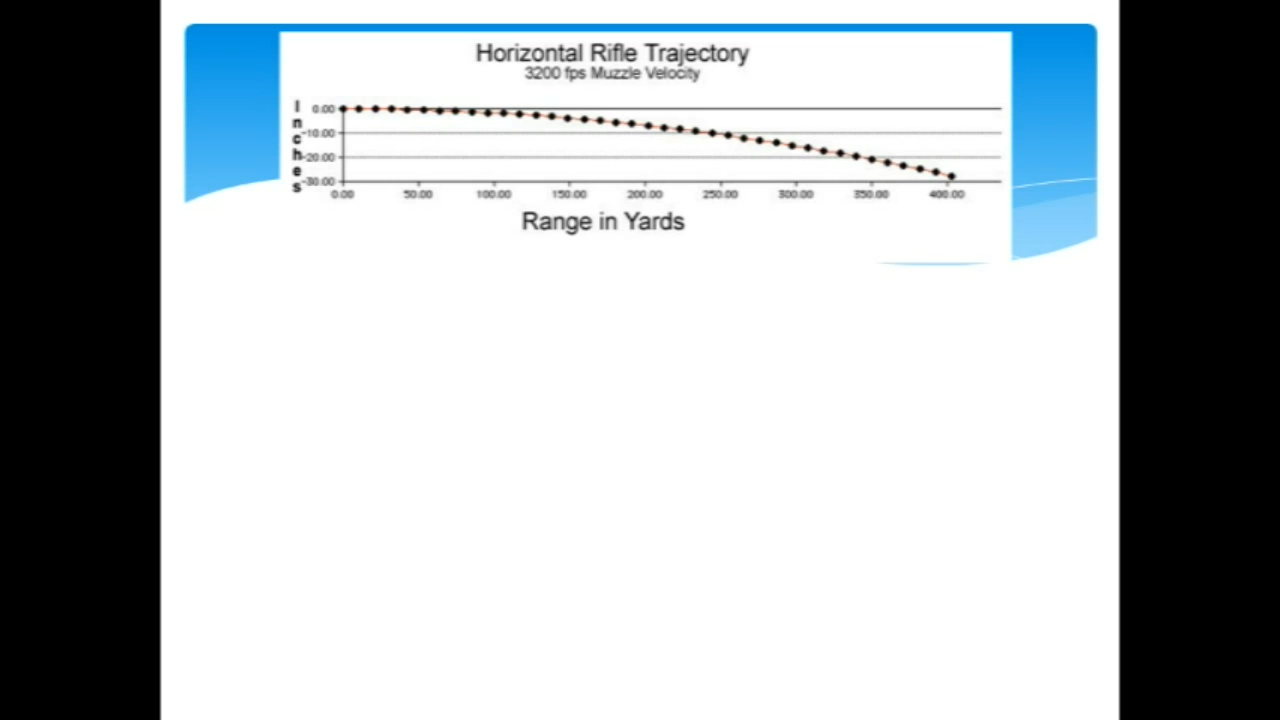 Horizontal Rifle Trajectory
3200 fps Muzzle Velocity
Inches
0.00
-10.00
-20.00
-30.00
0.00 50.00 100.00 150.00 200.00 250.00 300.00 350.00 400.00
Range in Yards